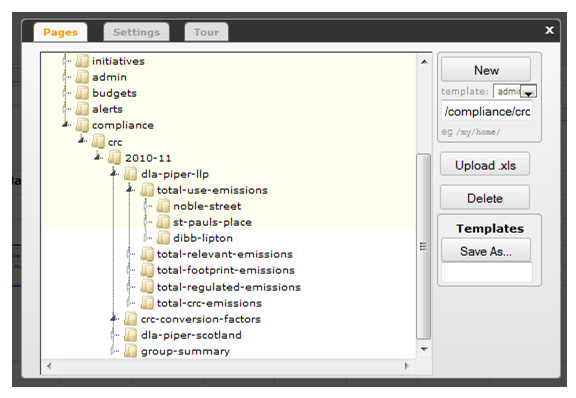 Pages Settings Tour x
initiatives
admin
budgets
alerts
compliance
crc
2010-11
dla-piper-llp
total-use-emissions
noble-street
st-pauls-place
dibb-lipton
total-relevant-emissions
total-footprint-emissions
total-regulated-emissions
total-crc-emissions
crc-conversion-factors
dla-piper-scotland
group-summary
New
template: admi
/compliance/crc
eg /my/home/
Upload .xls
Delete
Templates
Save As...